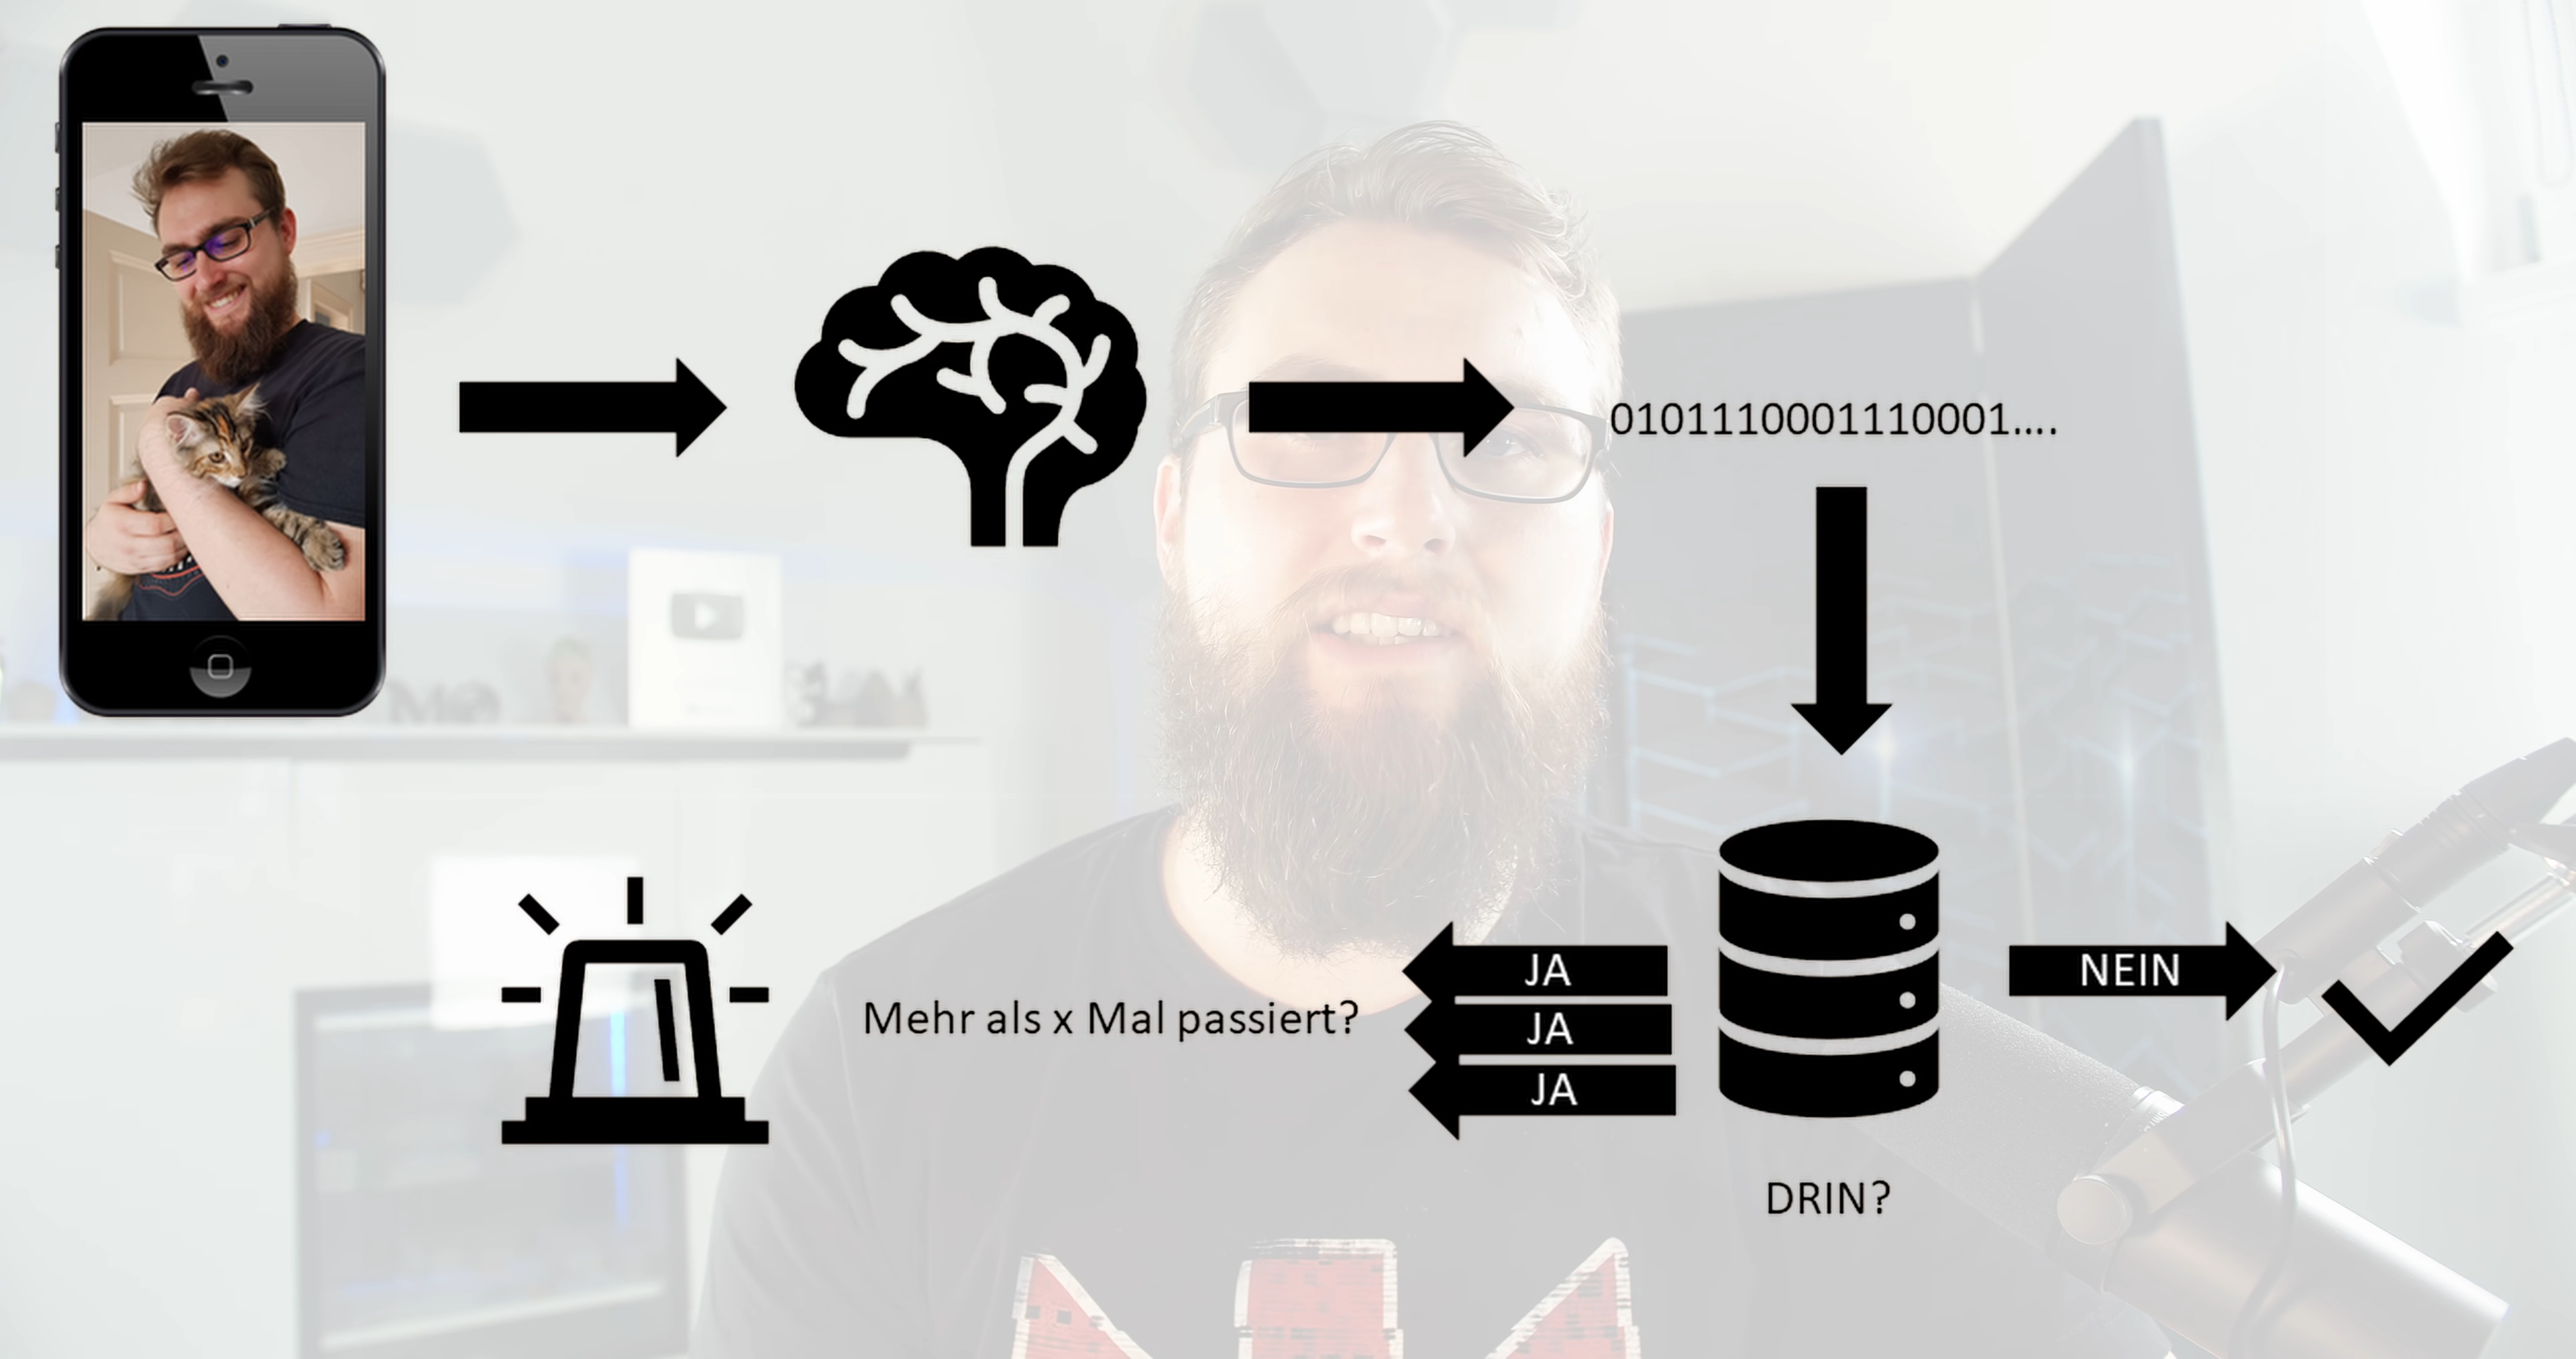 0101110001110001....
JA
NEIN
Mehr als x Mal passiert?
JA
JA
DRIN?